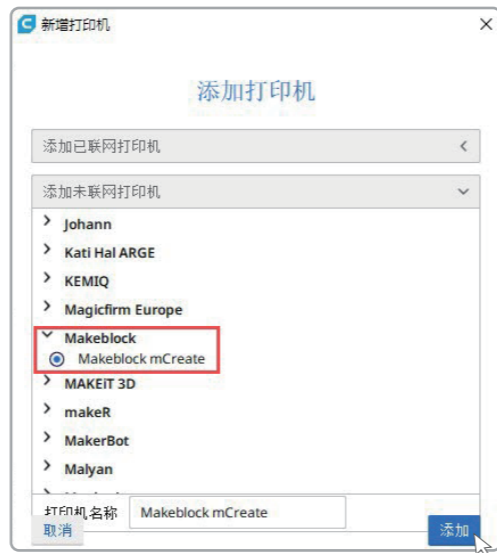 新增打印机
添加打印机
添加已联网打印机
添加未联网打印机
Johann
Kati Hal ARGE
KEMIQ
Magicfirm Europe
Makeblock
Makeblock mCreate
MAKEiT 3D
makeR
MakerBot
Malyan
打印机名称 Makeblock mCreate
取消 添加